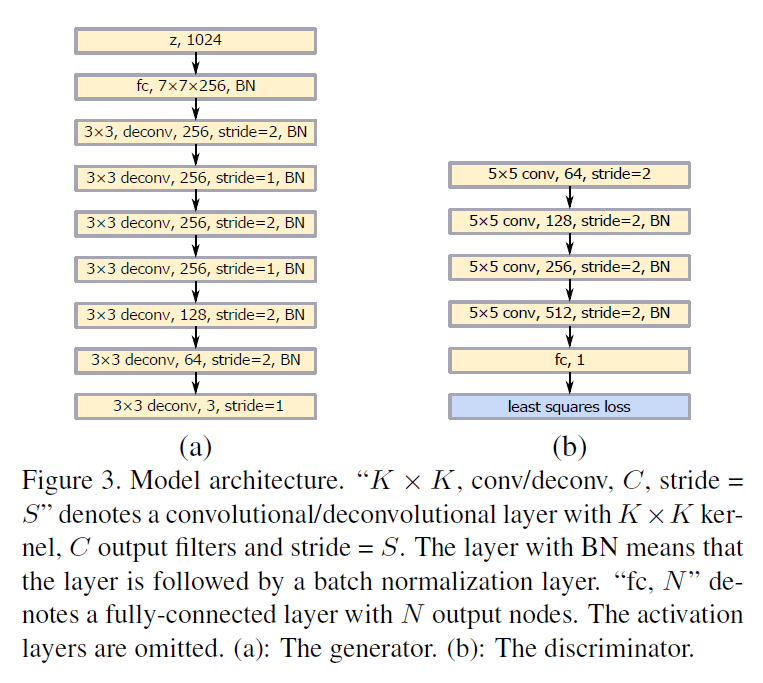 z, 1024
fc, 7×7×256, BN
3×3, deconv, 256, stride=2, BN
3×3 deconv, 256, stride=1, BN
3×3 deconv, 256, stride=2, BN
3×3 deconv, 256, stride=1, BN
3×3 deconv, 128, stride=2, BN
3×3 deconv, 64, stride=2, BN
3×3 deconv, 3, stride=1
(a)
5×5 conv, 64, stride=2
5×5 conv, 128, stride=2, BN
5×5 conv, 256, stride=2, BN
5×5 conv, 512, stride=2, BN
fc, 1
least squares loss
(b)
Figure 3. Model architecture. “K × K, conv/deconv, C, stride =
S” denotes a convolutional/deconvolutional layer with K × K ker-
nel, C output filters and stride = S. The layer with BN means that
the layer is followed by a batch normalization layer. “fc, N” de-
notes a fully-connected layer with N output nodes. The activation
layers are omitted. (a): The generator. (b): The discriminator.